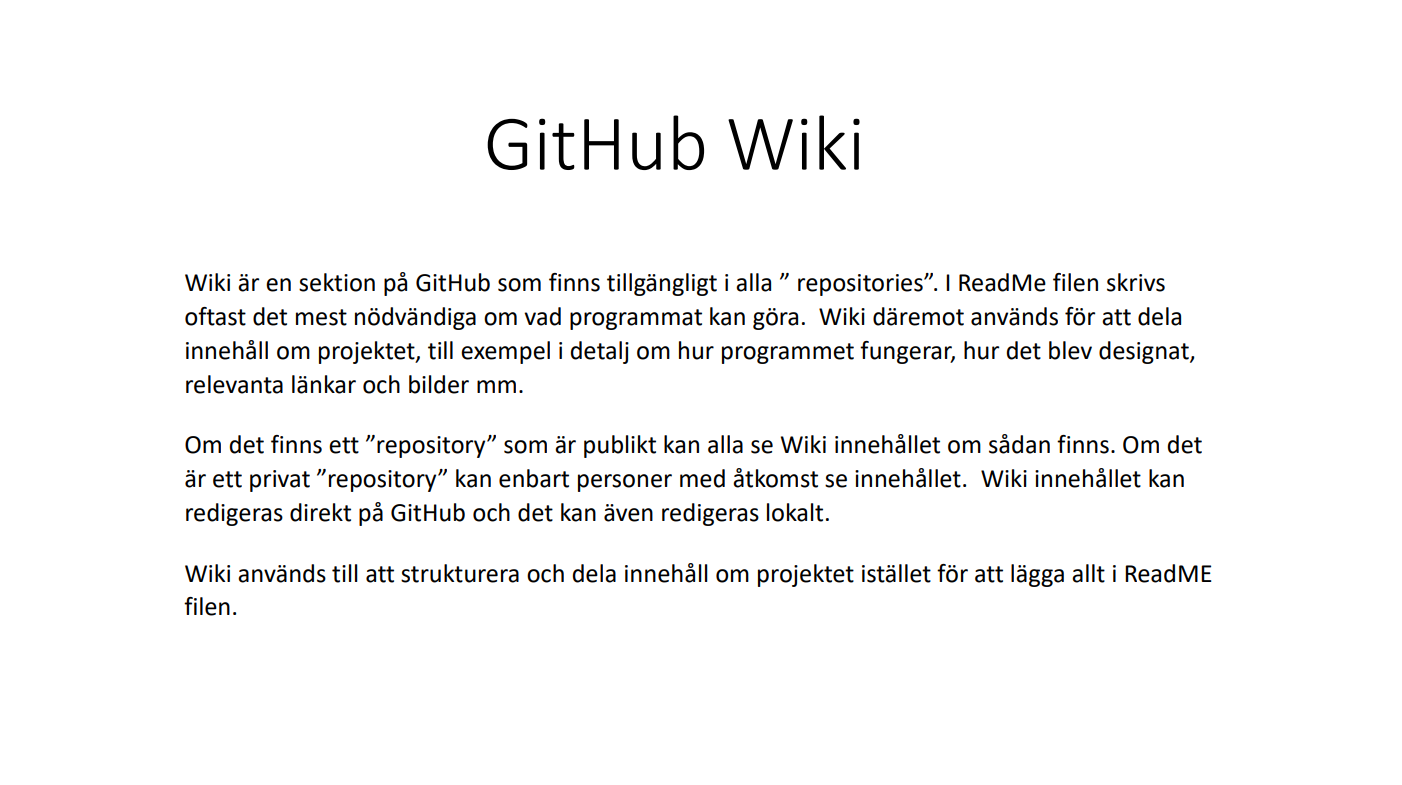 GitHub Wiki
Wiki är en sektion på GitHub som finns tillgängligt i alla ” repositories”. I ReadMe filen skrivs
oftast det mest nödvändiga om vad programmat kan göra.  Wiki däremot används för att dela
innehåll om projektet, till exempel i detalj om hur programmet fungerar, hur det blev designat,
relevanta länkar och bilder mm.
Om det finns ett ”repository” som är publikt kan alla se Wiki innehållet om sådan finns. Om det
är ett privat ”repository” kan enbart personer med åtkomst se innehållet.  Wiki innehållet kan
redigeras direkt på GitHub och det kan även redigeras lokalt.
Wiki används till att strukturera och dela innehåll om projektet istället för att lägga allt i ReadME
filen.